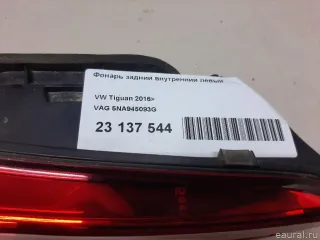 Фонарь задний внутренний левый
VW Tiguan 2016>
VAG 5NA945093G
23 137 544
eaural.ru